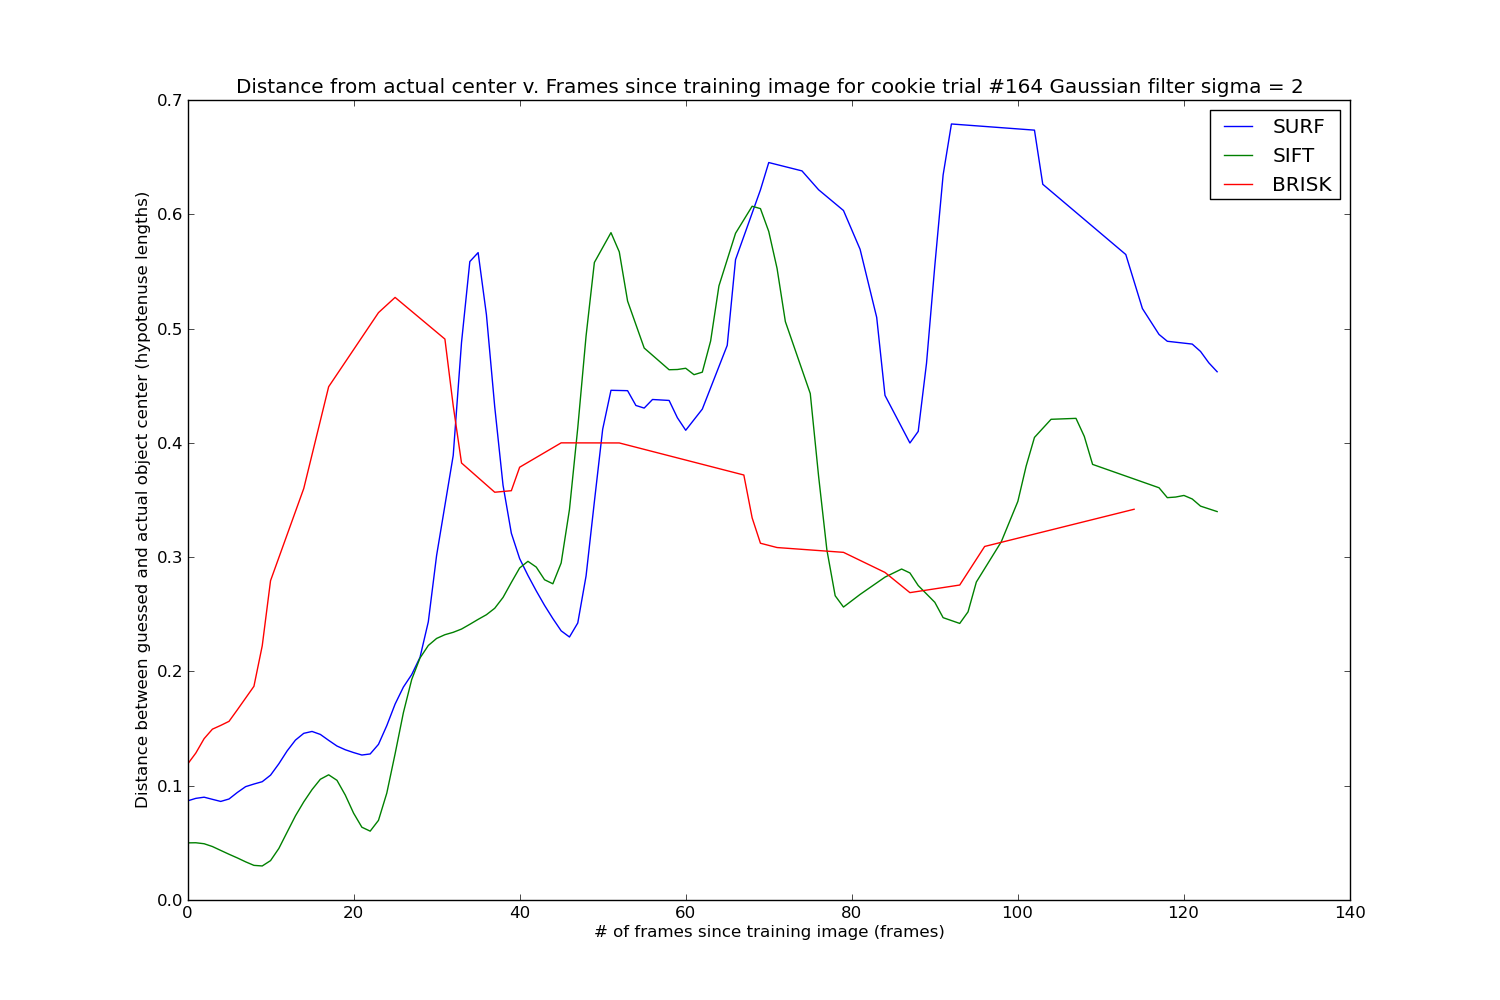 Distance from actual center v. Frames since training image for cookie trial #164 Gaussian filter sigma = 2
SURF
SIFT
BRISK
Distance between guessed and actual object center (hypotenuse lengths)
0.7
0.6
0.5
0.4
0.3
0.2
0.1
0.0
0 20 40 60 80 100 120 140
# of frames since training image (frames)